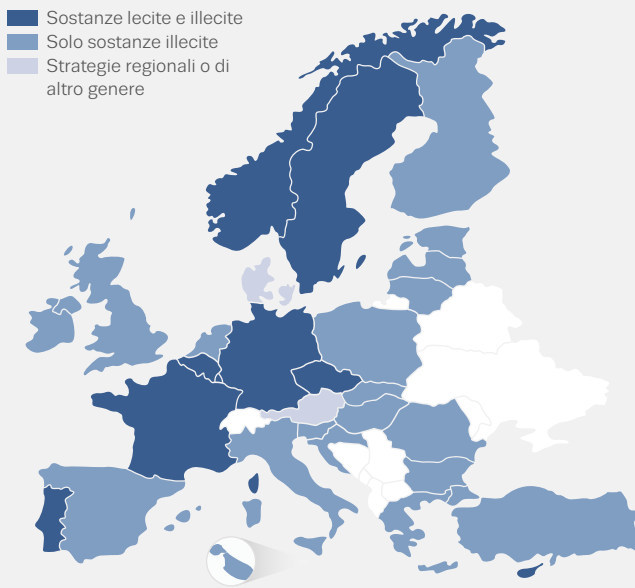 Sostanze lecite e illecite
Solo sostanze illecite
Strategie regionali o di
altro genere